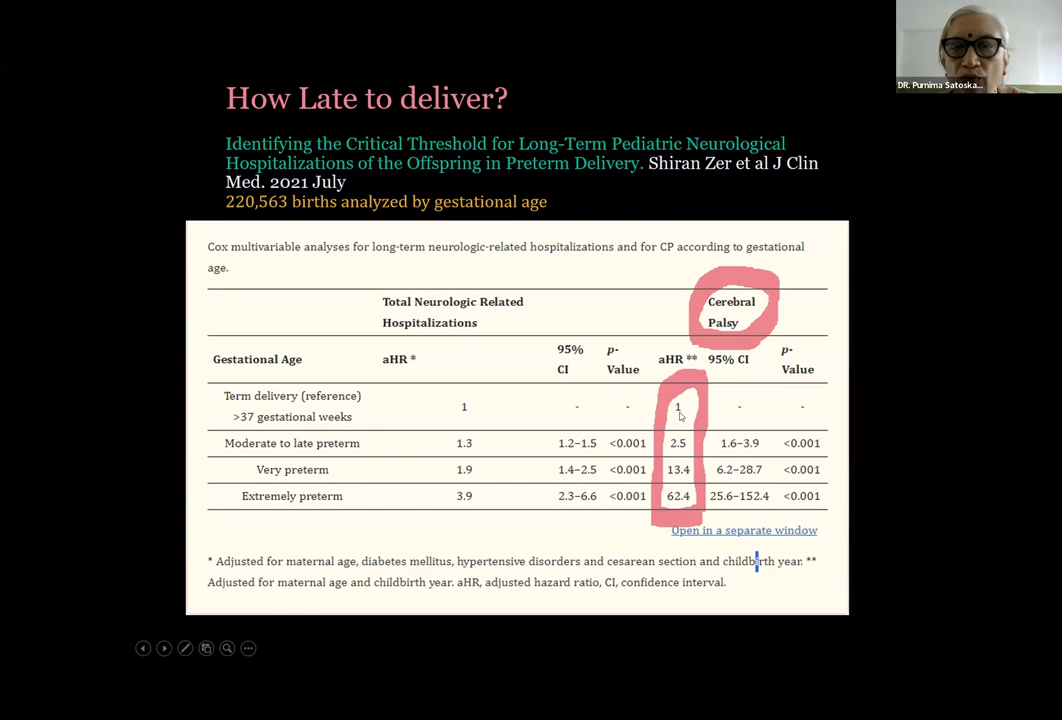 DR. Purnima Satoska...
How Late to deliver?
Identifying the Critical Threshold for Long-Term Pediatric Neurological
Hospitalizations of the Offspring in Preterm Delivery. Shiran Zer et al J Clin
Med. 2021 July
220,563 births analyzed by gestational age
Cox multivariable analyses for long-term neurologic-related hospitalizations and for CP according to gestational
age.
Total Neurologic Related Hospitalizations Cerebral Palsy
Gestational Age aHR * 95% CI p-Value aHR ** 95% CI p-Value
Term delivery (reference) >37 gestational weeks 1 - - 1 - -
Moderate to late preterm 1.3 1.2–1.5 <0.001 2.5 1.6–3.9 <0.001
Very preterm 1.9 1.4–2.5 <0.001 13.4 6.2–28.7 <0.001
Extremely preterm 3.9 2.3–6.6 <0.001 62.4 25.6–152.4 <0.001
Open in a separate window
* Adjusted for maternal age, diabetes mellitus, hypertensive disorders and cesarean section and childbirth year. **
Adjusted for maternal age and childbirth year. aHR, adjusted hazard ratio, CI, confidence interval.